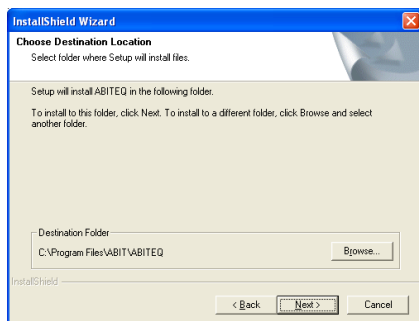 InstallShield Wizard
Choose Destination Location
Select folder where Setup will install files.
Setup will install ABITEQ in the following folder.
To install to this folder, click Next. To install to a different folder, click Browse and select
another folder.
Destination Folder
C:\Program Files\ABIT\ABITEQ
Browse...
InstallShield
< Back
Next >
Cancel